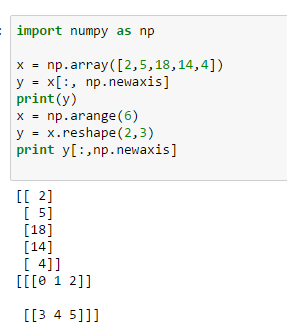 import numpy as np
x = np.array([2,5,18,14,4])
y = x[:, np.newaxis]
print(y)
x = np.arange(6)
y = x.reshape(2,3)
print y[:,np.newaxis]
[[ 2]
 [ 5]
 [18]
 [14]
 [ 4]]
[[[0 1 2]]
 [[3 4 5]]]